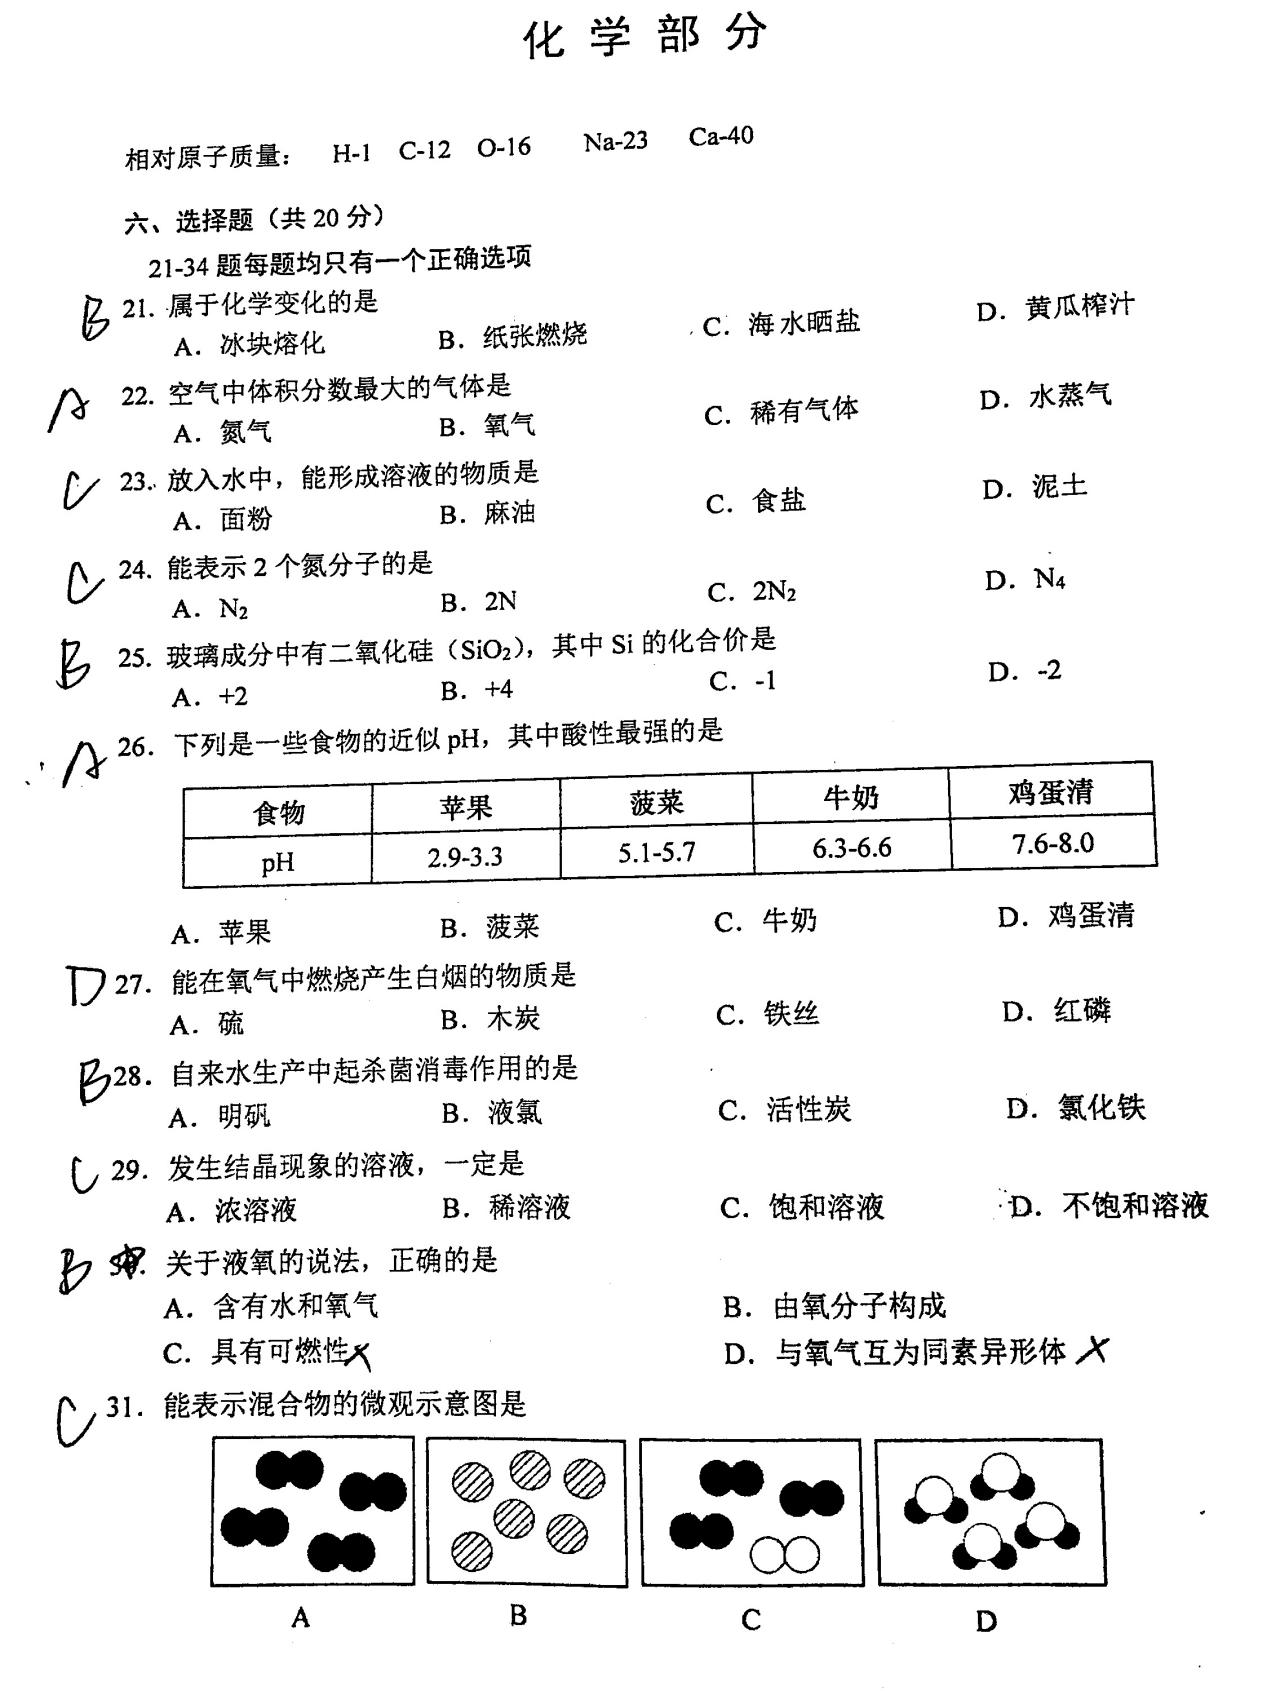 化学部分
相对原子质量： H-1 C-12 O-16 Na-23 Ca-40
六、选择题（共 20 分）
21-34 题每题均只有一个正确选项
B 21. 属于化学变化的是
A. 冰块熔化 B. 纸张燃烧 C. 海水晒盐 D. 黄瓜榨汁
A 22. 空气中体积分数最大的气体是
A. 氮气 B. 氧气 C. 稀有气体 D. 水蒸气
C 23. 放入水中，能形成溶液的物质是
A. 面粉 B. 麻油 C. 食盐 D. 泥土
C 24. 能表示 2 个氮分子的是
A. N₂ B. 2N C. 2N₂ D. N₄
B 25. 玻璃成分中有二氧化硅（SiO₂），其中 Si 的化合价是
A. +2 B. +4 C. -1 D. -2
A 26. 下列是一些食物的近似 pH，其中酸性最强的是
食物 苹果 菠菜 牛奶 鸡蛋清
pH 2.9-3.3 5.1-5.7 6.3-6.6 7.6-8.0
A. 苹果 B. 菠菜 C. 牛奶 D. 鸡蛋清
D 27. 能在氧气中燃烧产生白烟的物质是
A. 硫 B. 木炭 C. 铁丝 D. 红磷
B 28. 自来水生产中起杀菌消毒作用的是
A. 明矾 B. 液氯 C. 活性炭 D. 氯化铁
C 29. 发生结晶现象的溶液，一定是
A. 浓溶液 B. 稀溶液 C. 饱和溶液 D. 不饱和溶液
B 关于液氧的说法，正确的是
A. 含有水和氧气 B. 由氧分子构成
C. 具有可燃性 × D. 与氧气互为同素异形体 ×
C 31. 能表示混合物的微观示意图是
A B C D